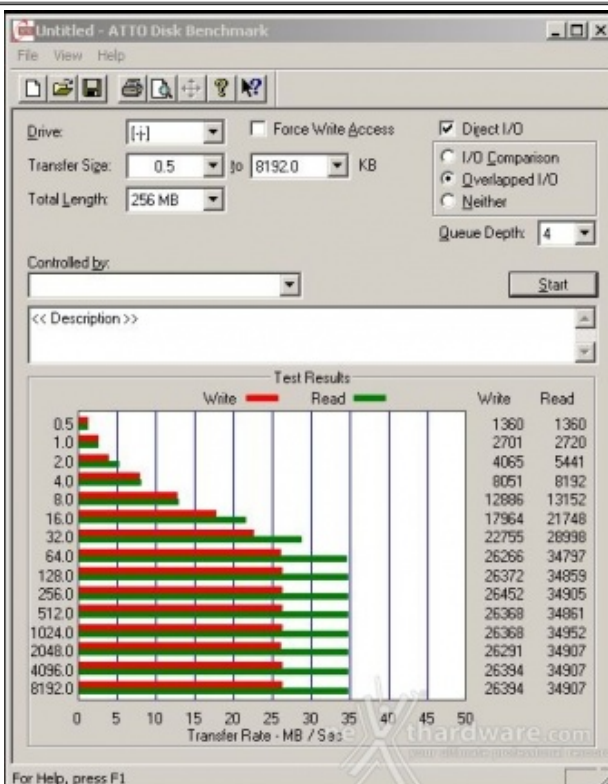 Untitled - ATTO Disk Benchmark
File View Help
Drive: [-i-] Force Write Access Direct I/O
Transfer Size: 0.5 to 8192.0 KB I/O Comparison
Overlapped I/O
Total Length: 256 MB Neither
Queue Depth: 4
Controlled by:
Start
<< Description >>
Test Results
Write Read Write Read
0.5 1360 1360
1.0 2701 2720
2.0 4065 5441
4.0 8051 8192
8.0 12886 13152
16.0 17964 21748
32.0 22755 28998
64.0 26266 34797
128.0 26372 34859
256.0 26452 34905
512.0 26368 34861
1024.0 26368 34952
2048.0 26291 34907
4096.0 26394 34907
8192.0 26394 34907
0 5 10 15 20 25 30 35 40 45 50
Transfer Rate - MB / Sec
thardware.com
For Help, press F1